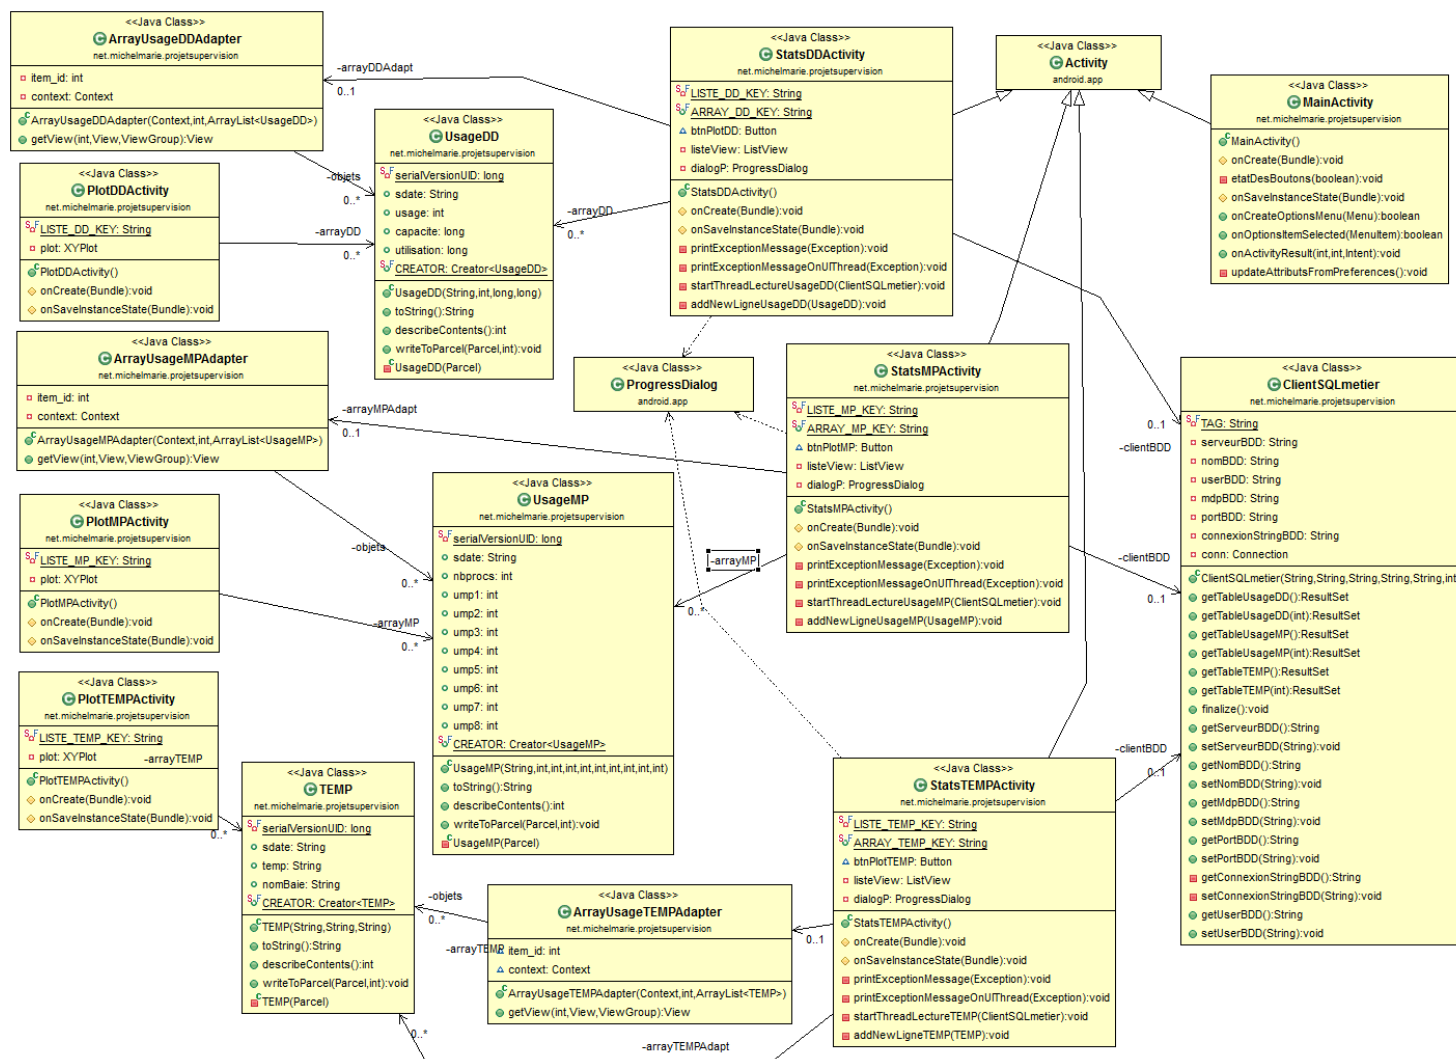 <<Java Class>>
ArrayUsageDDAdapter
net.michelmarie.projetsupervision
item_id: int
context: Context
ArrayUsageDDAdapter(Context,int,ArrayList<UsageDD>)
getView(int,View,ViewGroup):View
-arrayDDAdapt
0..1
<<Java Class>>
StatsDDActivity
net.michelmarie.projetsupervision
LISTE_DD_KEY: String
ARRAY_DD_KEY: String
btnPlotDD: Button
listeView: ListView
dialogP: ProgressDialog
StatsDDActivity()
onCreate(Bundle):void
onSaveInstanceState(Bundle):void
printExceptionMessage(Exception):void
printExceptionMessageOnUIThread(Exception):void
startThreadLectureUsageDD(ClientSQLmetier):void
addNewLigneUsageDD(UsageDD):void
<<Java Class>>
Activity
android.app
<<Java Class>>
MainActivity
net.michelmarie.projetsupervision
MainActivity()
onCreate(Bundle):void
etatDesBoutons(boolean):void
onSaveInstanceState(Bundle):void
onCreateOptionsMenu(Menu):boolean
onOptionsItemSelected(MenuItem):boolean
onActivityResult(int,int,Intent):void
updateAttributsFromPreferences():void
<<Java Class>>
UsageDD
net.michelmarie.projetsupervision
serialVersionUID: long
sdate: String
usage: int
capacite: long
utilisation: long
CREATOR: Creator<UsageDD>
UsageDD(String,int,long,long)
toString():String
describeContents():int
writeToParcel(Parcel,int):void
UsageDD(Parcel)
-objets
0..*
-arrayDD
0..*
<<Java Class>>
PlotDDActivity
net.michelmarie.projetsupervision
LISTE_DD_KEY: String
plot: XYPlot
PlotDDActivity()
onCreate(Bundle):void
onSaveInstanceState(Bundle):void
-arrayDD
0..*
<<Java Class>>
ArrayUsageMPAdapter
net.michelmarie.projetsupervision
item_id: int
context: Context
ArrayUsageMPAdapter(Context,int,ArrayList<UsageMP>)
getView(int,View,ViewGroup):View
-arrayMPAdapt
0..1
<<Java Class>>
ProgressDialog
android.app
<<Java Class>>
StatsMPActivity
net.michelmarie.projetsupervision
LISTE_MP_KEY: String
ARRAY_MP_KEY: String
btnPlotMP: Button
listeView: ListView
dialogP: ProgressDialog
StatsMPActivity()
onCreate(Bundle):void
onSaveInstanceState(Bundle):void
printExceptionMessage(Exception):void
printExceptionMessageOnUIThread(Exception):void
startThreadLectureUsageMP(ClientSQLmetier):void
addNewLigneUsageMP(UsageMP):void
0..1
-clientBDD
-clientBDD
0..1
<<Java Class>>
ClientSQLmetier
net.michelmarie.projetsupervision
TAG: String
serveurBDD: String
nomBDD: String
userBDD: String
mdpBDD: String
portBDD: String
connexionStringBDD: String
conn: Connection
ClientSQLmetier(String,String,String,String,String,int
getTableUsageDD():ResultSet
getTableUsageDD(int):ResultSet
getTableUsageMP():ResultSet
getTableUsageMP(int):ResultSet
getTableTEMP():ResultSet
getTableTEMP(int):ResultSet
finalize():void
getServeurBDD():String
setServeurBDD(String):void
getNomBDD():String
setNomBDD(String):void
getMdpBDD():String
setMdpBDD(String):void
getPortBDD():String
setPortBDD(String):void
getConnexionStringBDD():String
setConnexionStringBDD(String):void
getUserBDD():String
setUserBDD(String):void
<<Java Class>>
PlotMPActivity
net.michelmarie.projetsupervision
LISTE_MP_KEY: String
plot: XYPlot
PlotMPActivity()
onCreate(Bundle):void
onSaveInstanceState(Bundle):void
-objets
0..*
-arrayMP
0..*
<<Java Class>>
UsageMP
net.michelmarie.projetsupervision
serialVersionUID: long
sdate: String
nbprocs: int
ump1: int
ump2: int
ump3: int
ump4: int
ump5: int
ump6: int
ump7: int
ump8: int
CREATOR: Creator<UsageMP>
UsageMP(String,int,int,int,int,int,int,int,int,int)
toString():String
describeContents():int
writeToParcel(Parcel,int):void
UsageMP(Parcel)
-arrayMP
0..*
<<Java Class>>
PlotTEMPActivity
net.michelmarie.projetsupervision
LISTE_TEMP_KEY: String
plot: XYPlot
PlotTEMPActivity()
onCreate(Bundle):void
onSaveInstanceState(Bundle):void
-arrayTEMP
0..*
<<Java Class>>
TEMP
net.michelmarie.projetsupervision
serialVersionUID: long
sdate: String
temp: String
nomBaie: String
CREATOR: Creator<TEMP>
TEMP(String,String,String)
toString():String
describeContents():int
writeToParcel(Parcel,int):void
TEMP(Parcel)
-objets
0..*
-arrayTEMP
0..*
<<Java Class>>
ArrayUsageTEMPAdapter
net.michelmarie.projetsupervision
item_id: int
context: Context
ArrayUsageTEMPAdapter(Context,int,ArrayList<TEMP>)
getView(int,View,ViewGroup):View
0..1
-arrayTEMPAdapt
-clientBDD
0..1
<<Java Class>>
StatsTEMPActivity
net.michelmarie.projetsupervision
LISTE_TEMP_KEY: String
ARRAY_TEMP_KEY: String
btnPlotTEMP: Button
listeView: ListView
dialogP: ProgressDialog
StatsTEMPActivity()
onCreate(Bundle):void
onSaveInstanceState(Bundle):void
printExceptionMessage(Exception):void
printExceptionMessageOnUIThread(Exception):void
startThreadLectureTEMP(ClientSQLmetier):void
addNewLigneTEMP(TEMP):void